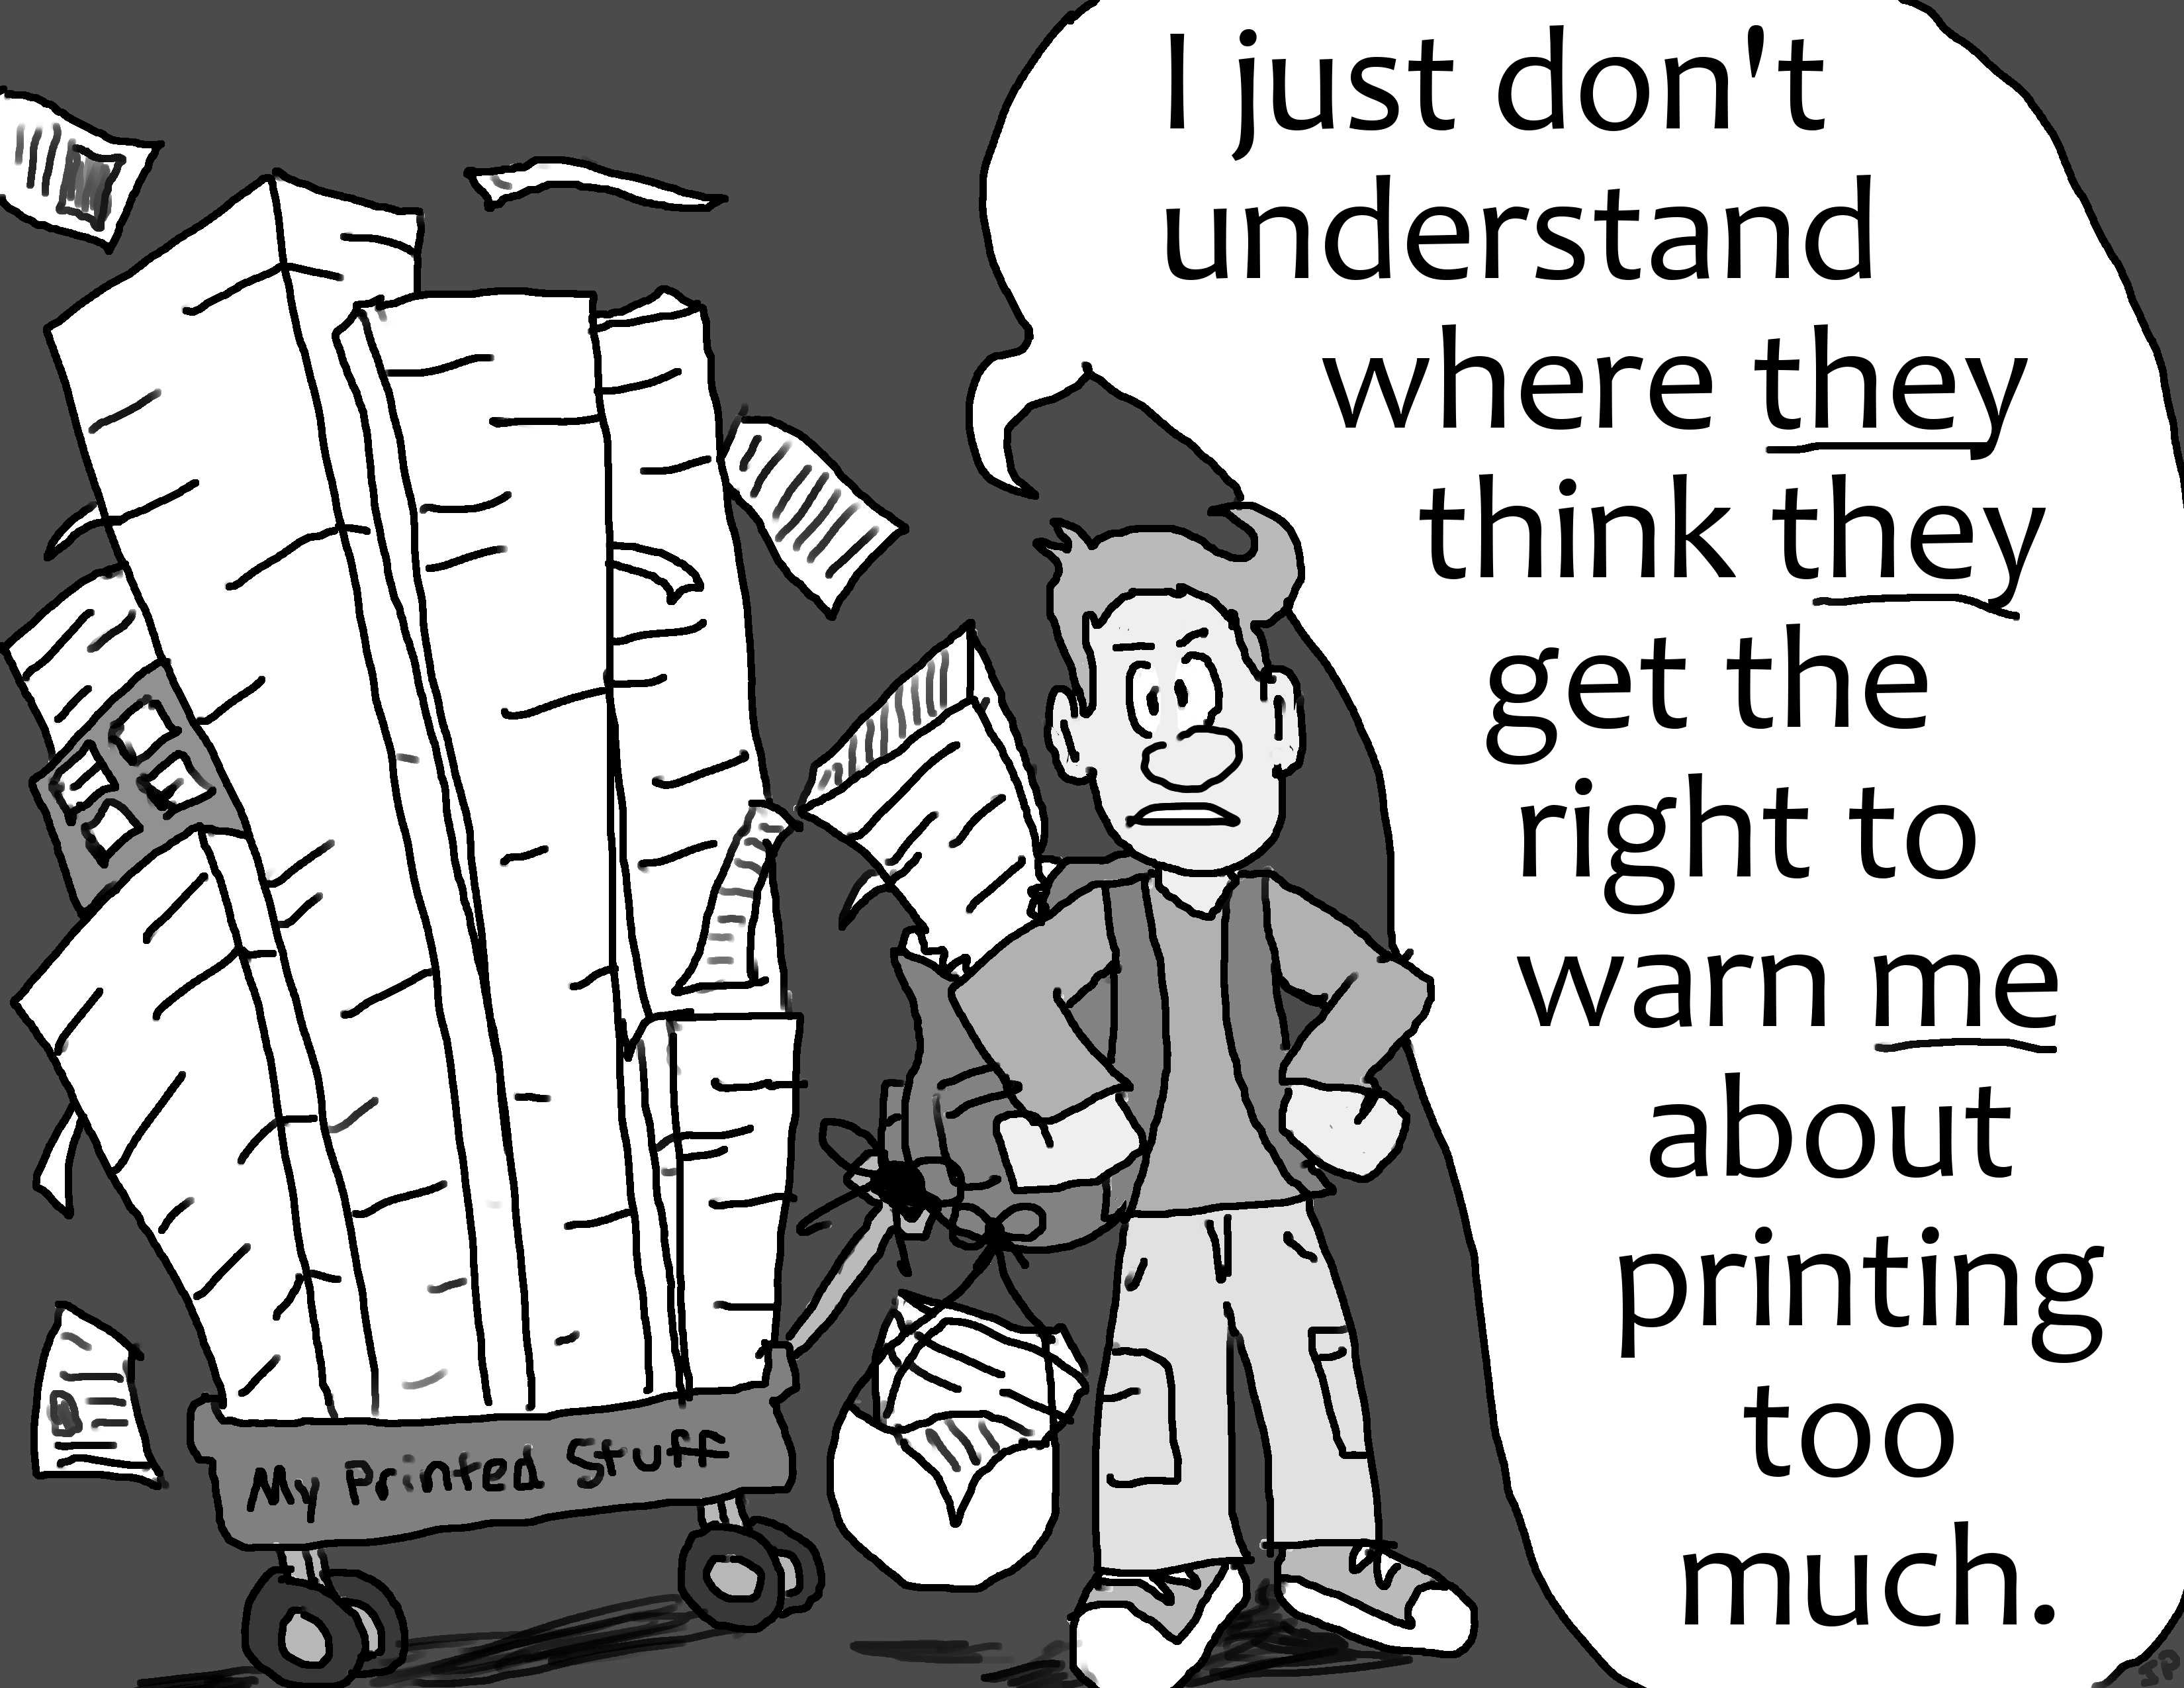 I just don't
understand
where they
think they
get the
right to
warn me
about
printing
too
much.
My Printed Stuff